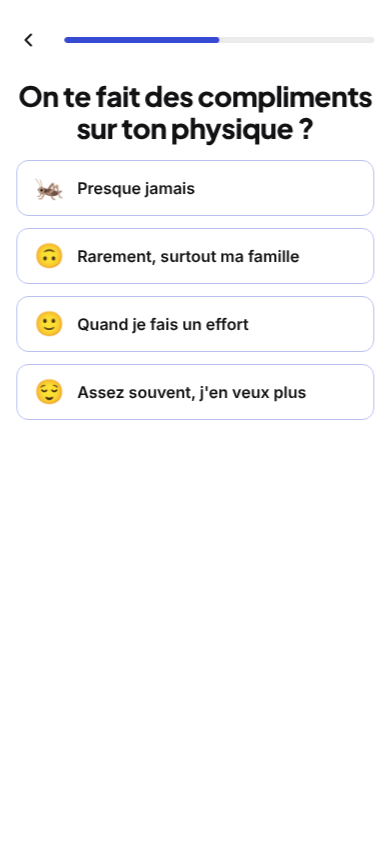 On te fait des compliments
sur ton physique ?
Presque jamais
Rarement, surtout ma famille
Quand je fais un effort
Assez souvent, j'en veux plus